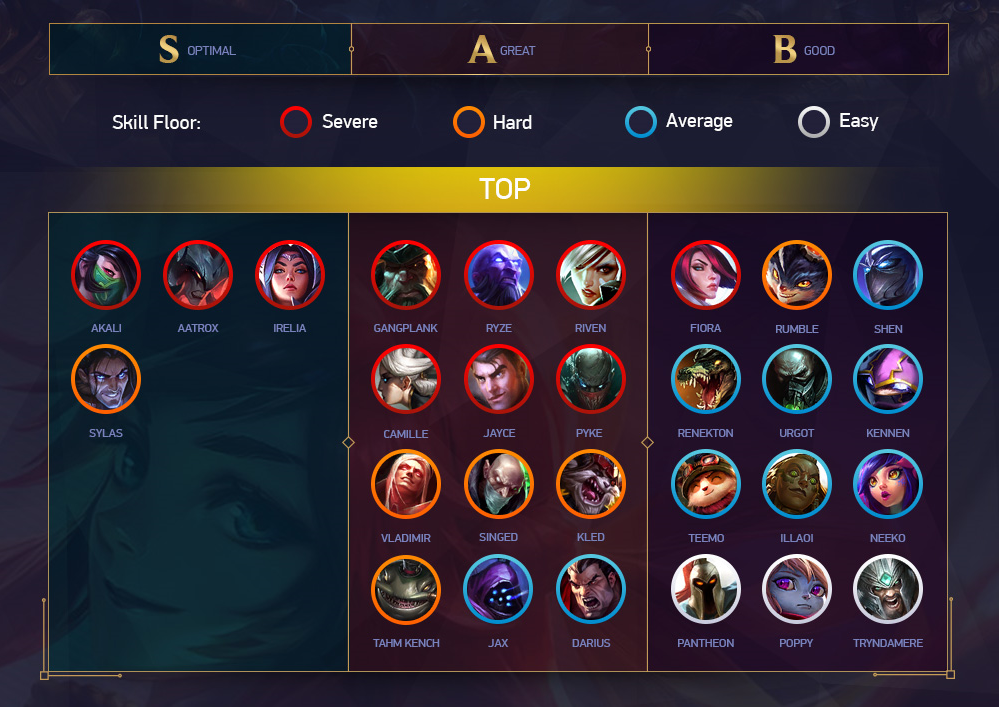 S OPTIMAL A GREAT B GOOD
Skill Floor: Severe Hard Average Easy
TOP
AKALI AATROX IRELIA GANGPLANK RYZE RIVEN FIORA RUMBLE SHEN
SYLAS CAMILLE JAYCE PYKE RENEKTON URGOT KENNEN
VLADIMIR SINGED KLED TEEMO ILLAOI NEEKO
TAHM KENCH JAX DARIUS PANTHEON POPPY TRYNDAMERE